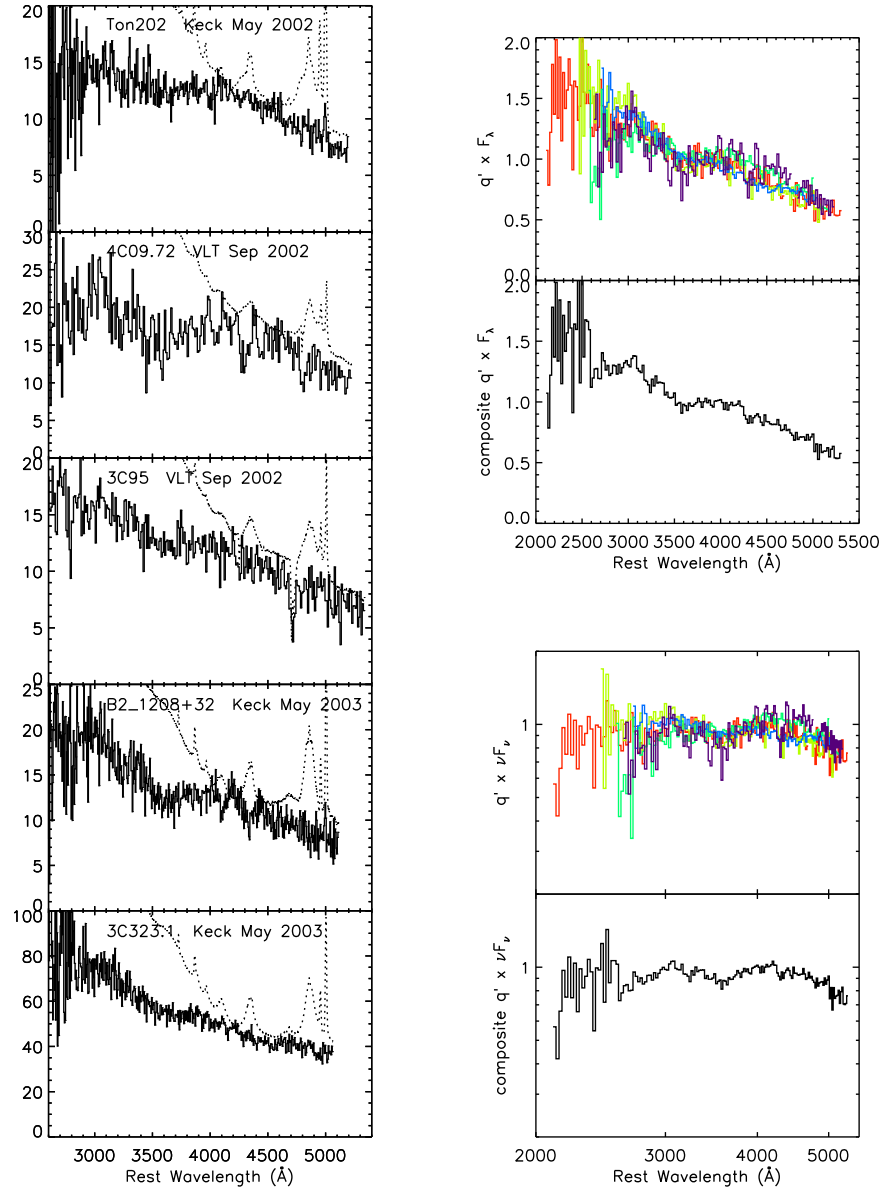 Ton202 Keck May 2002
20
15
10
5
0
4C09.72 VLT Sep 2002
30
25
20
15
10
5
0
3C95 VLT Sep 2002
20
15
10
5
0
B2_1208+32 Keck May 2003
25
20
15
10
5
0
3C323.1 Keck May 2003
100
80
60
40
20
0
3000 3500 4000 4500 5000
Rest Wavelength (Å)
2.0
1.5
1.0
0.5
0.0
q' x Fλ
2.0
1.5
1.0
0.5
0.0
composite q' x Fλ
2000 2500 3000 3500 4000 4500 5000 5500
Rest Wavelength (Å)
1
q' x νFν
1
composite q' x νFν
2000 3000 4000 5000
Rest Wavelength (Å)